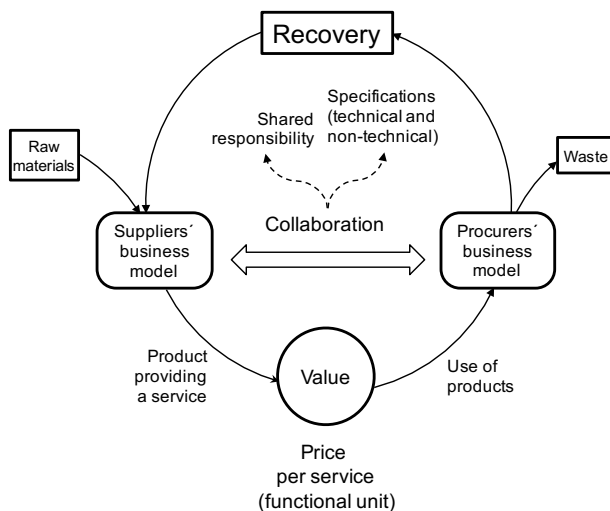 Recovery
Specifications
(technical and
non-technical)
Shared
responsibility
Raw
materials
Waste
Collaboration
Suppliers´
business
model
Procurers´
business
model
Product
providing
a service
Value
Use of
products
Price
per service
(functional unit)